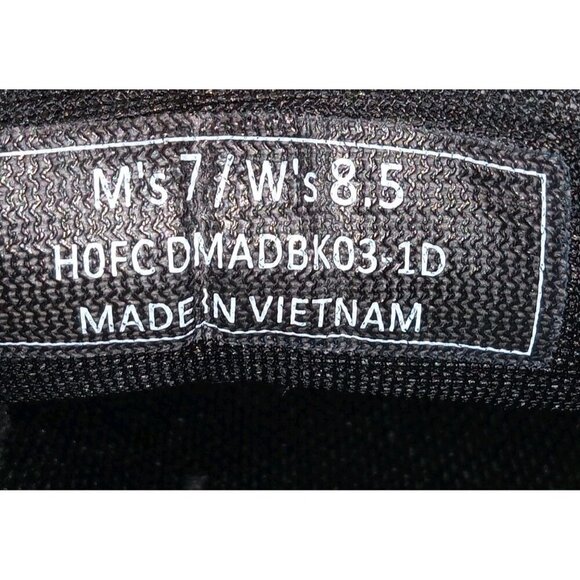 M's 7 / W's 8.5
H0FC DMADBK03-1D
MADE IN VIETNAM